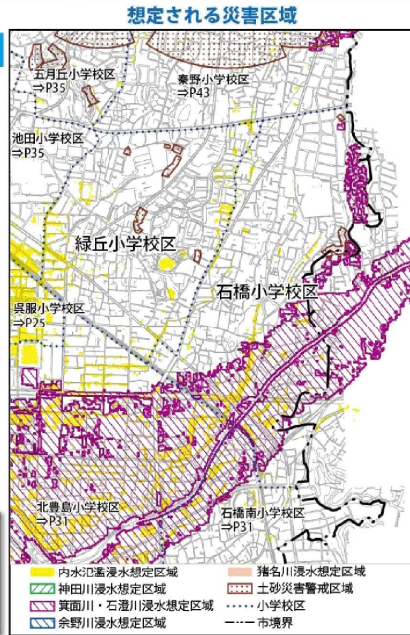 想定される災害区域
五月丘小学校区
⇒P35
秦野小学校区
⇒P43
池田小学校区
⇒P35
緑丘小学校区
石橋小学校区
呉服小学校区
⇒P25
北豊島小学校区
⇒P31
石橋南小学校区
⇒P31
内水氾濫浸水想定区域
猪名川浸水想定区域
神田川浸水想定区域
土砂災害警戒区域
箕面川・石澄川浸水想定区域
小学校区
余野川浸水想定区域
市境界